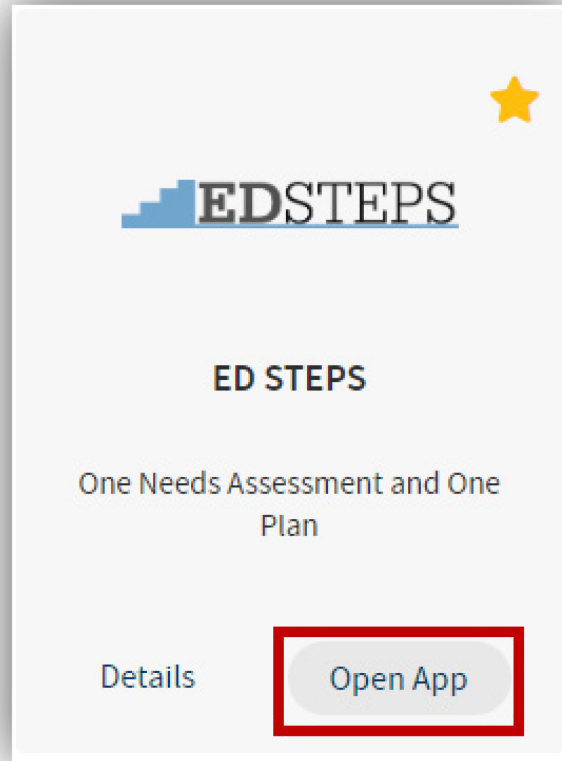 EDSTEPS
ED STEPS
One Needs Assessment and One
Plan
Details
Open App